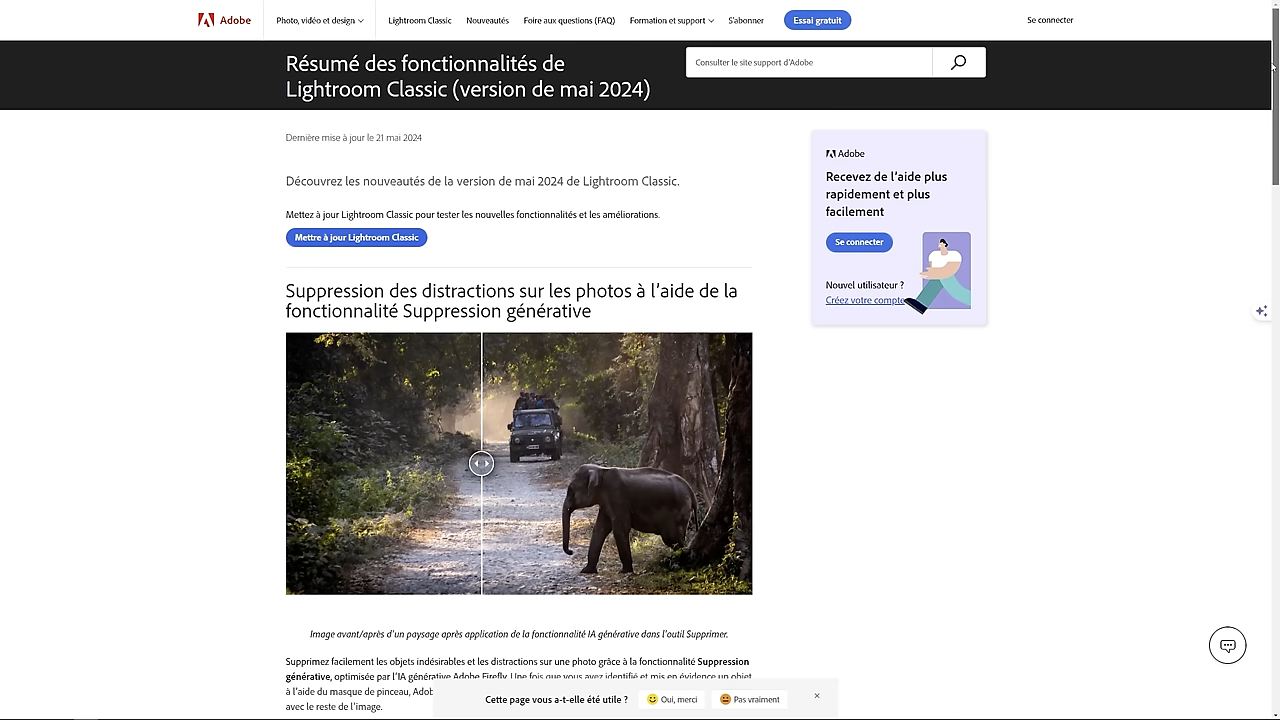 Adobe
Photo, vidéo et design
Lightroom Classic
Nouveautés
Foire aux questions (FAQ)
Formation et support
S'abonner
Essai gratuit
Se connecter
Résumé des fonctionnalités de
Lightroom Classic (version de mai 2024)
Consulter le site support d'Adobe
Dernière mise à jour le 21 mai 2024
Découvrez les nouveautés de la version de mai 2024 de Lightroom Classic.
Mettez à jour Lightroom Classic pour tester les nouvelles fonctionnalités et les améliorations.
Mettre à jour Lightroom Classic
Adobe
Recevez de l'aide plus
rapidement et plus
facilement
Se connecter
Nouvel utilisateur ?
Créez votre compte
Suppression des distractions sur les photos à l'aide de la
fonctionnalité Suppression générative
Image avant/après d'un paysage après application de la fonctionnalité IA générative dans l'outil Supprimer.
Supprimez facilement les objets indésirables et les distractions sur une photo grâce à la fonctionnalité Suppression
générative, optimisée par l'IA générative Adobe Firefly. Une fois que vous avez identifié et mis en évidence un objet
à l'aide du masque de pinceau, Adob
avec le reste de l'image.
Cette page vous a-t-elle été utile ?
Oui, merci
Pas vraiment